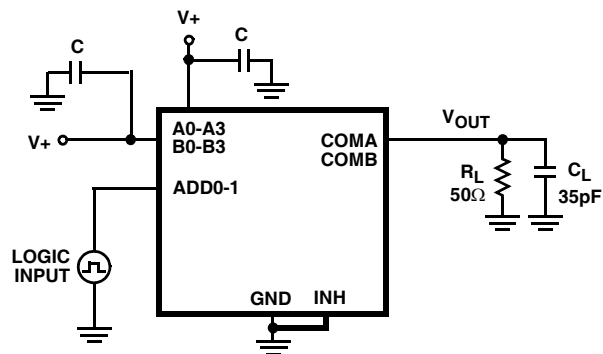 V+
C
C
V+
A0-A3
B0-B3
COMA
COMB
VOUT
ADD0-1
RL
50Ω
CL
35pF
LOGIC
INPUT
GND
INH